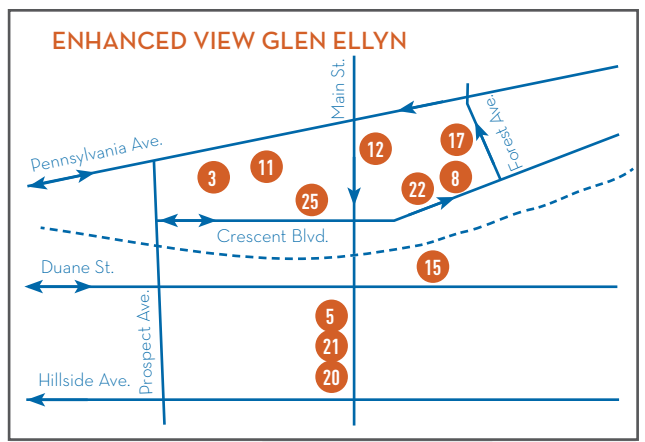 ENHANCED VIEW GLEN ELLYN
Main St.
Pennsylvania Ave.
Forest Ave.
17
12
11
3
8
22
25
Crescent Blvd.
15
Duane St.
Prospect Ave.
5
21
20
Hillside Ave.